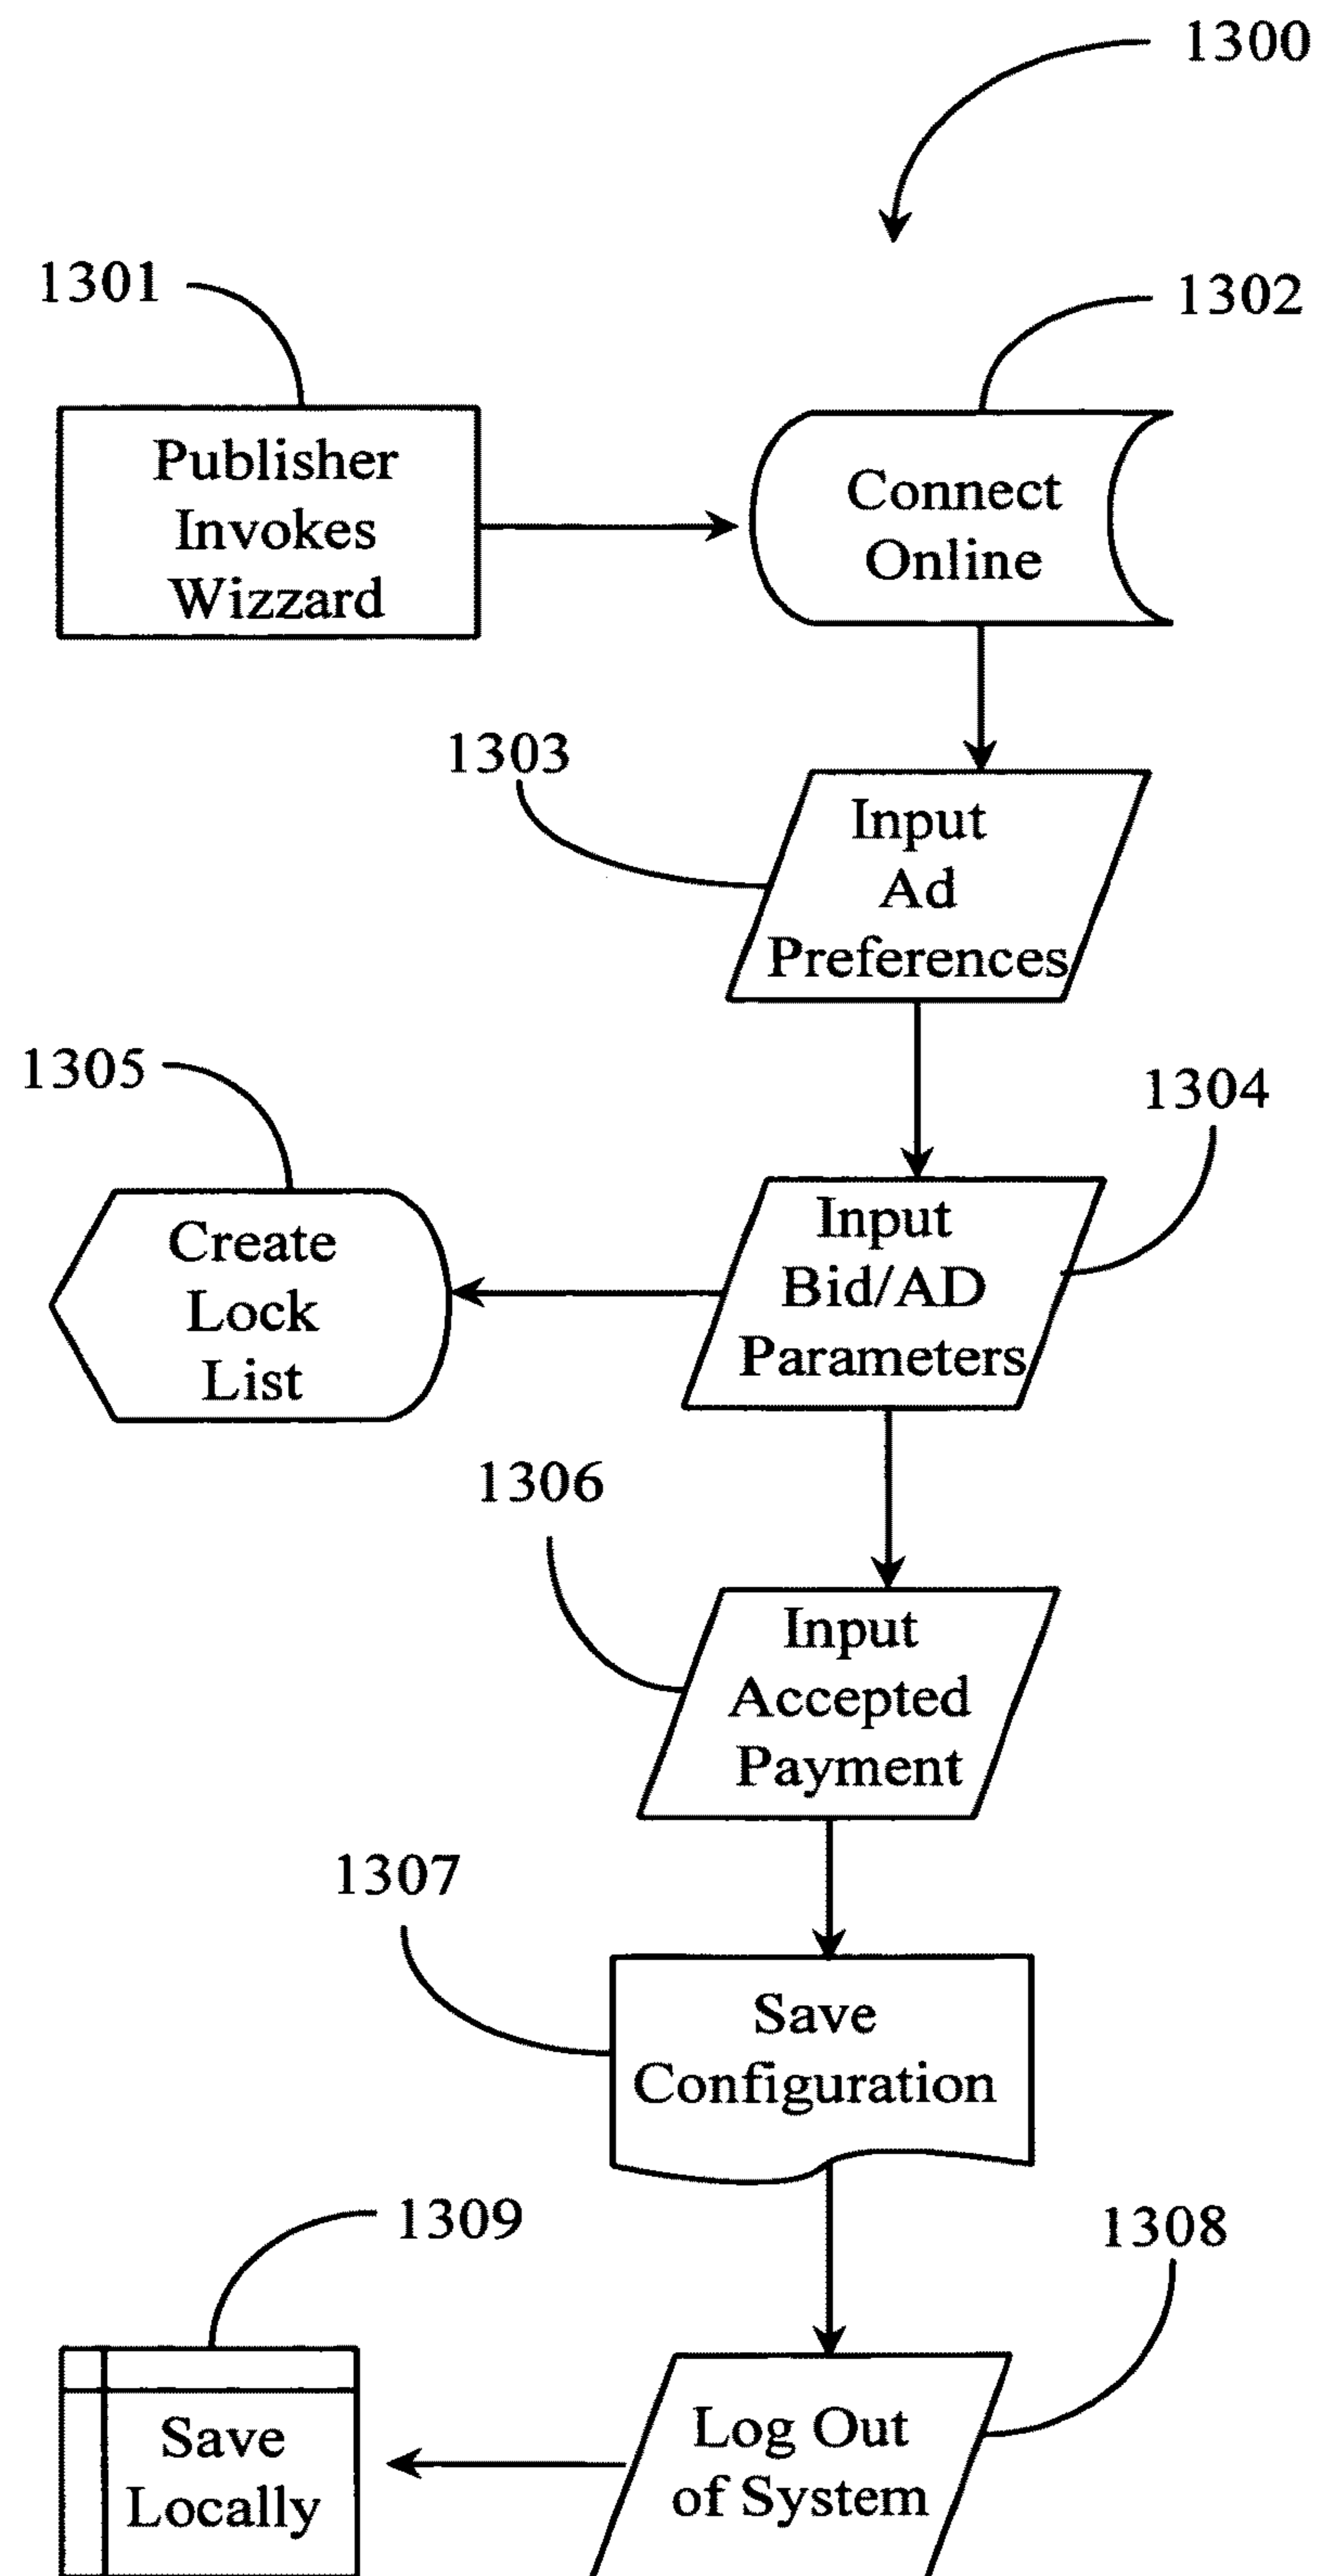 1300
1301
1302
Publisher
Invokes
Wizzard
Connect
Online
1303
Input
Ad
Preferences
1305
1304
Create
Lock
List
Input
Bid/AD
Parameters
1306
Input
Accepted
Payment
1307
Save
Configuration
1309
1308
Save
Locally
Log Out
of System